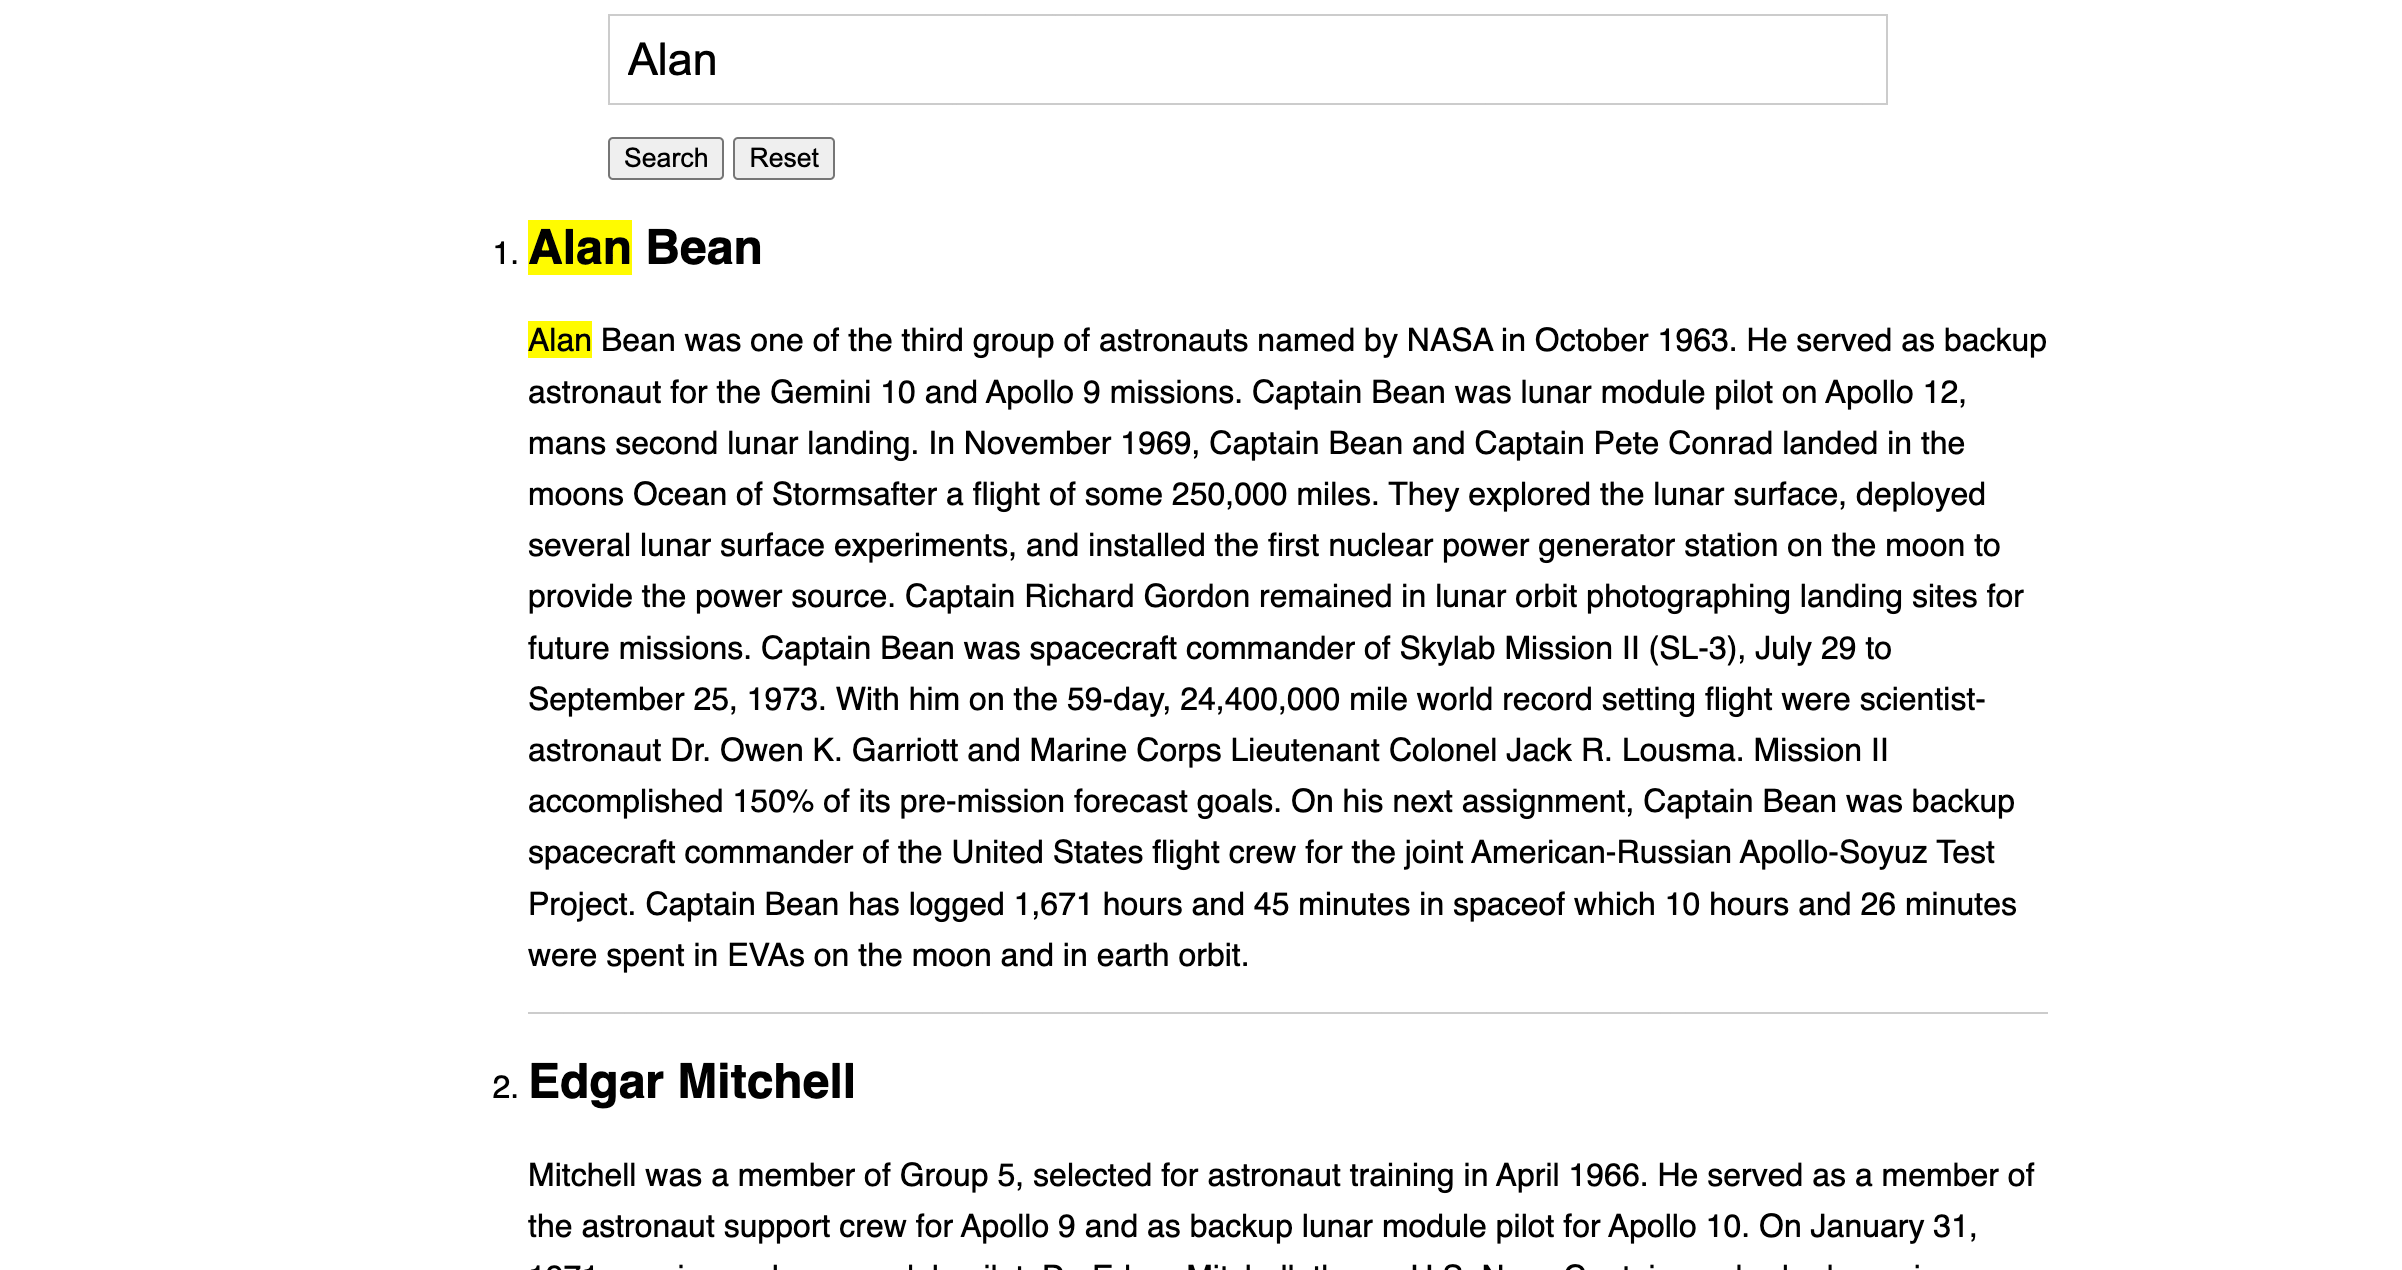 Alan
Search Reset
1. Alan Bean
Alan Bean was one of the third group of astronauts named by NASA in October 1963. He served as backup
astronaut for the Gemini 10 and Apollo 9 missions. Captain Bean was lunar module pilot on Apollo 12,
mans second lunar landing. In November 1969, Captain Bean and Captain Pete Conrad landed in the
moons Ocean of Stormsafter a flight of some 250,000 miles. They explored the lunar surface, deployed
several lunar surface experiments, and installed the first nuclear power generator station on the moon to
provide the power source. Captain Richard Gordon remained in lunar orbit photographing landing sites for
future missions. Captain Bean was spacecraft commander of Skylab Mission II (SL-3), July 29 to
September 25, 1973. With him on the 59-day, 24,400,000 mile world record setting flight were scientist-
astronaut Dr. Owen K. Garriott and Marine Corps Lieutenant Colonel Jack R. Lousma. Mission II
accomplished 150% of its pre-mission forecast goals. On his next assignment, Captain Bean was backup
spacecraft commander of the United States flight crew for the joint American-Russian Apollo-Soyuz Test
Project. Captain Bean has logged 1,671 hours and 45 minutes in spaceof which 10 hours and 26 minutes
were spent in EVAs on the moon and in earth orbit.
2. Edgar Mitchell
Mitchell was a member of Group 5, selected for astronaut training in April 1966. He served as a member of
the astronaut support crew for Apollo 9 and as backup lunar module pilot for Apollo 10. On January 31,